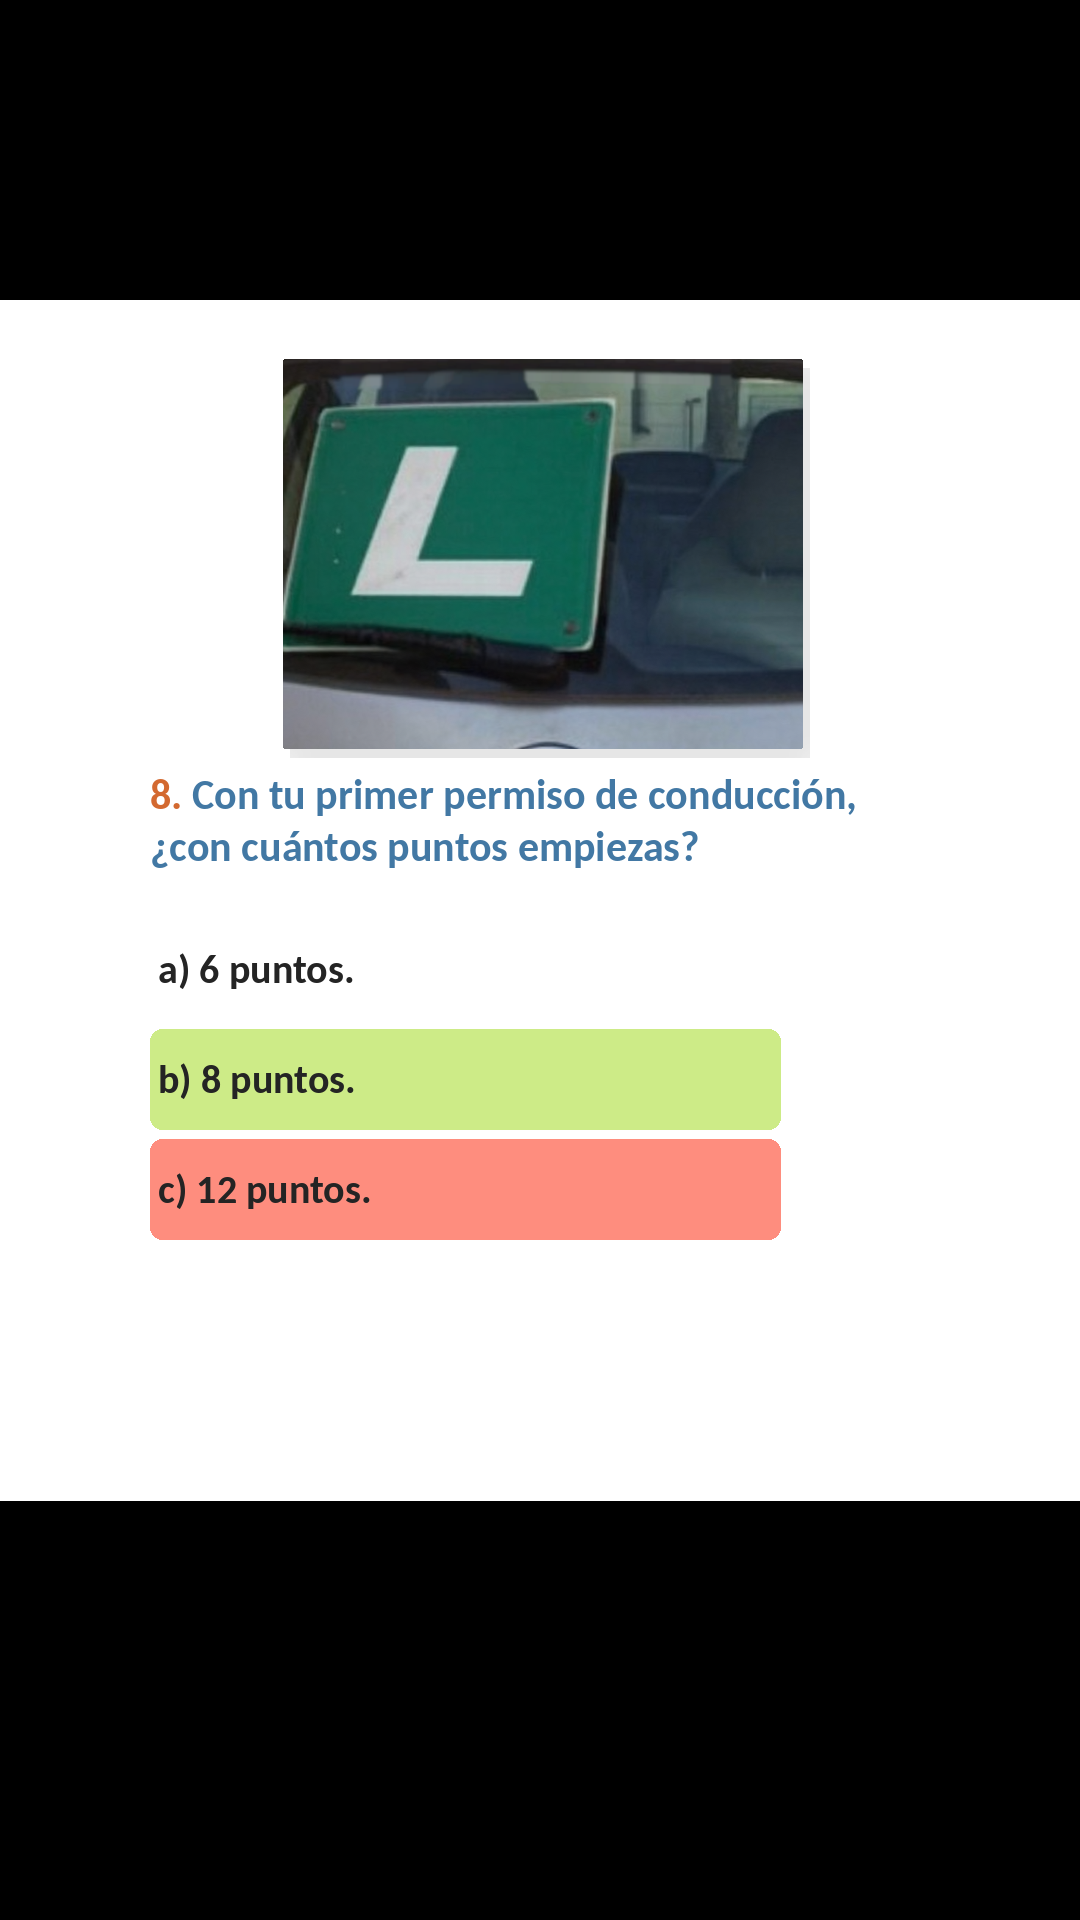 L
8. Con tu primer permiso de conducción,
¿con cuántos puntos empiezas?
a) 6 puntos.
b) 8 puntos.
c) 12 puntos.